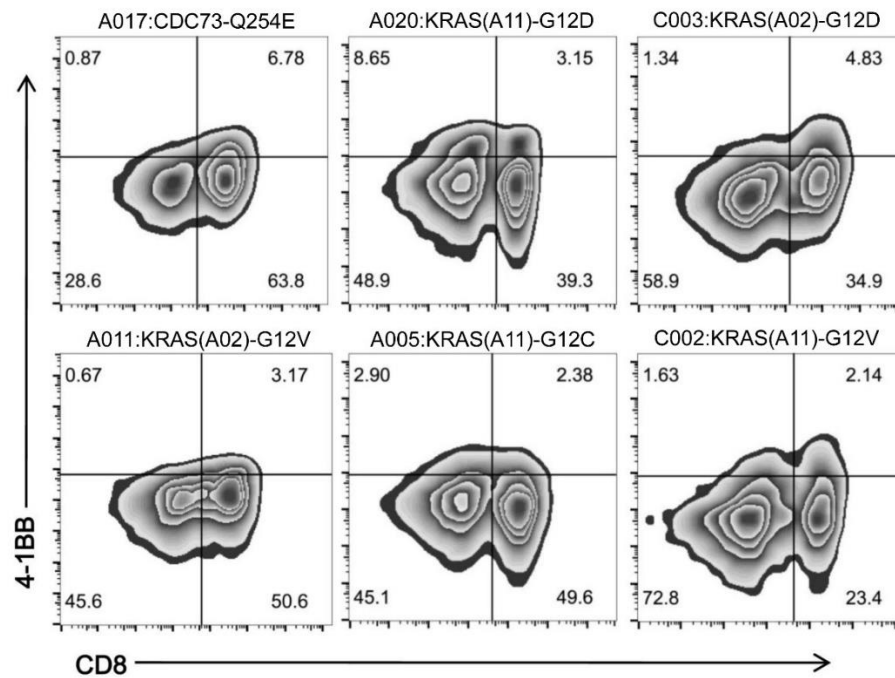 A017:CDC73-Q254E A020:KRAS(A11)-G12D C003:KRAS(A02)-G12D
0.87 6.78 8.65 3.15 1.34 4.83
28.6 63.8 48.9 39.3 58.9 34.9
A011:KRAS(A02)-G12V A005:KRAS(A11)-G12C C002:KRAS(A11)-G12V
0.67 3.17 2.90 2.38 1.63 2.14
45.6 50.6 45.1 49.6 72.8 23.4
4-1BB
CD8